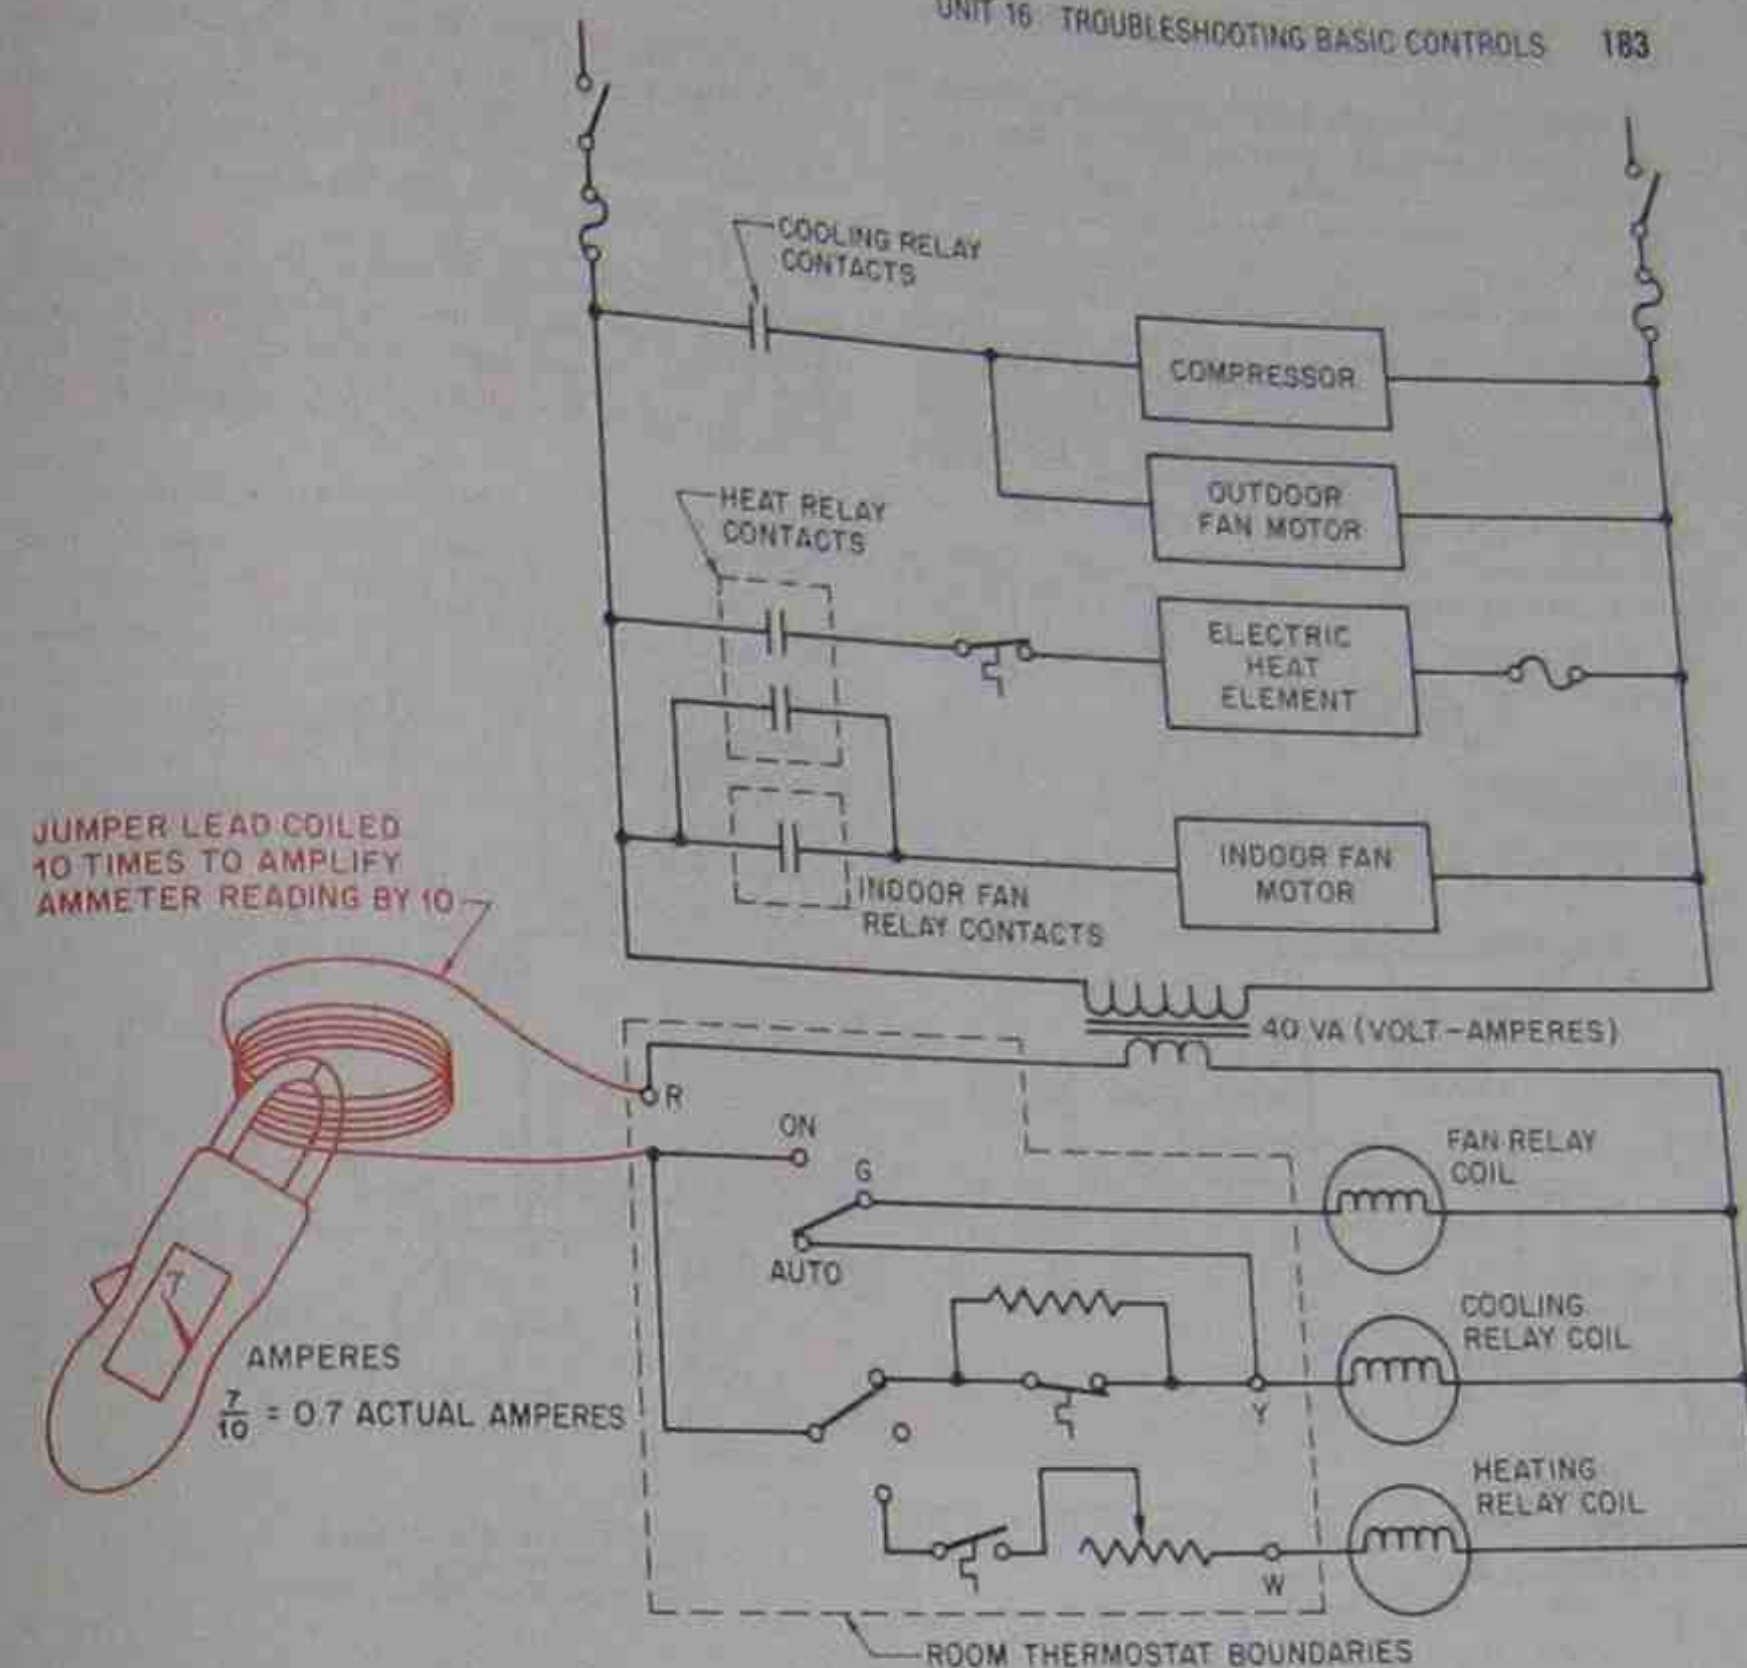 UNIT 16 TROUBLESHOOTING BASIC CONTROLS 183
COOLING RELAY
CONTACTS
COMPRESSOR
OUTDOOR
FAN MOTOR
HEAT RELAY
CONTACTS
ELECTRIC
HEAT
ELEMENT
JUMPER LEAD COILED
10 TIMES TO AMPLIFY
AMMETER READING BY 10
INDOOR FAN
MOTOR
INDOOR FAN
RELAY CONTACTS
40 VA (VOLT-AMPERES)
R
ON
G
FAN RELAY
COIL
AUTO
7
AMPERES
7/10 = 0.7 ACTUAL AMPERES
COOLING
RELAY COIL
Y
HEATING
RELAY COIL
W
ROOM THERMOSTAT BOUNDARIES